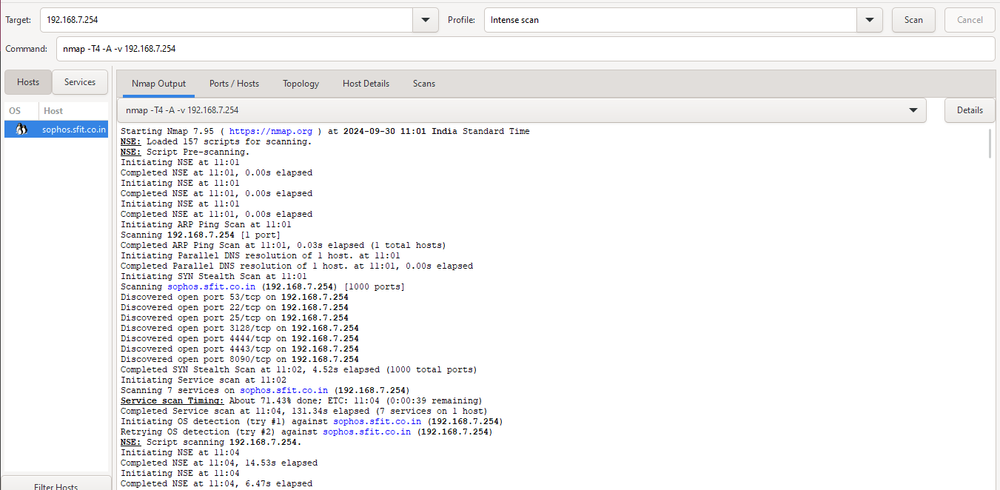 Target: 192.168.7.254 Profile: Intense scan Scan Cancel
Command: nmap -T4 -A -v 192.168.7.254
Hosts Services Nmap Output Ports / Hosts Topology Host Details Scans
OS Host nmap -T4 -A -v 192.168.7.254 Details
sophos.sfit.co.in
Starting Nmap 7.95 ( https://nmap.org ) at 2024-09-30 11:01 India Standard Time
NSE: Loaded 157 scripts for scanning.
NSE: Script Pre-scanning.
Initiating NSE at 11:01
Completed NSE at 11:01, 0.00s elapsed
Initiating NSE at 11:01
Completed NSE at 11:01, 0.00s elapsed
Initiating NSE at 11:01
Completed NSE at 11:01, 0.00s elapsed
Initiating ARP Ping Scan at 11:01
Scanning 192.168.7.254 [1 port]
Completed ARP Ping Scan at 11:01, 0.03s elapsed (1 total hosts)
Initiating Parallel DNS resolution of 1 host. at 11:01
Completed Parallel DNS resolution of 1 host. at 11:01, 0.00s elapsed
Initiating SYN Stealth Scan at 11:01
Scanning sophos.sfit.co.in (192.168.7.254) [1000 ports]
Discovered open port 53/tcp on 192.168.7.254
Discovered open port 22/tcp on 192.168.7.254
Discovered open port 25/tcp on 192.168.7.254
Discovered open port 3128/tcp on 192.168.7.254
Discovered open port 4444/tcp on 192.168.7.254
Discovered open port 4443/tcp on 192.168.7.254
Discovered open port 8090/tcp on 192.168.7.254
Completed SYN Stealth Scan at 11:02, 4.52s elapsed (1000 total ports)
Initiating Service scan at 11:02
Scanning 7 services on sophos.sfit.co.in (192.168.7.254)
Service scan Timing: About 71.43% done; ETC: 11:04 (0:00:39 remaining)
Completed Service scan at 11:04, 131.34s elapsed (7 services on 1 host)
Initiating OS detection (try #1) against sophos.sfit.co.in (192.168.7.254)
Retrying OS detection (try #2) against sophos.sfit.co.in (192.168.7.254)
NSE: Script scanning 192.168.7.254.
Initiating NSE at 11:04
Completed NSE at 11:04, 14.53s elapsed
Initiating NSE at 11:04
Completed NSE at 11:04, 6.47s elapsed
Filter Hosts